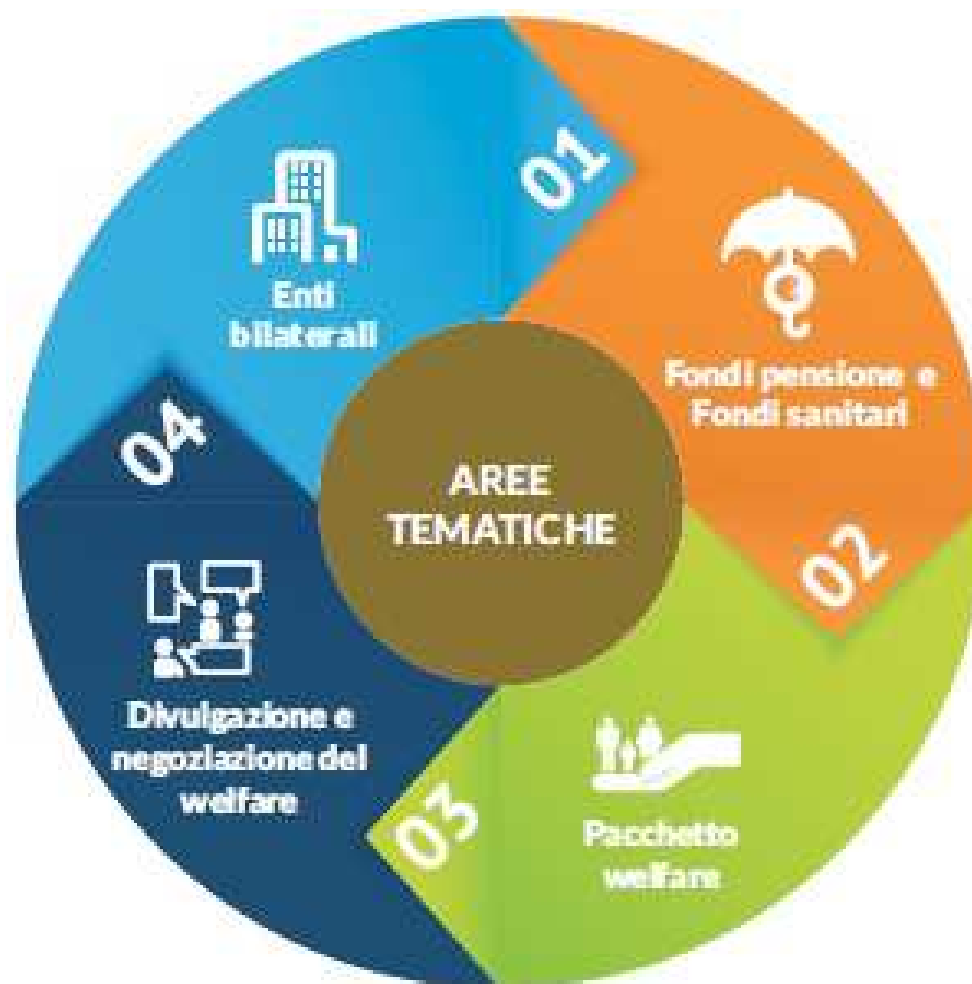 01
Enti
bilaterali
Fondi pensione e
Fondi sanitari
02
Pacchetto
welfare
03
Divulgazione e
negoziazione del
welfare
04
AREE
TEMATICHE